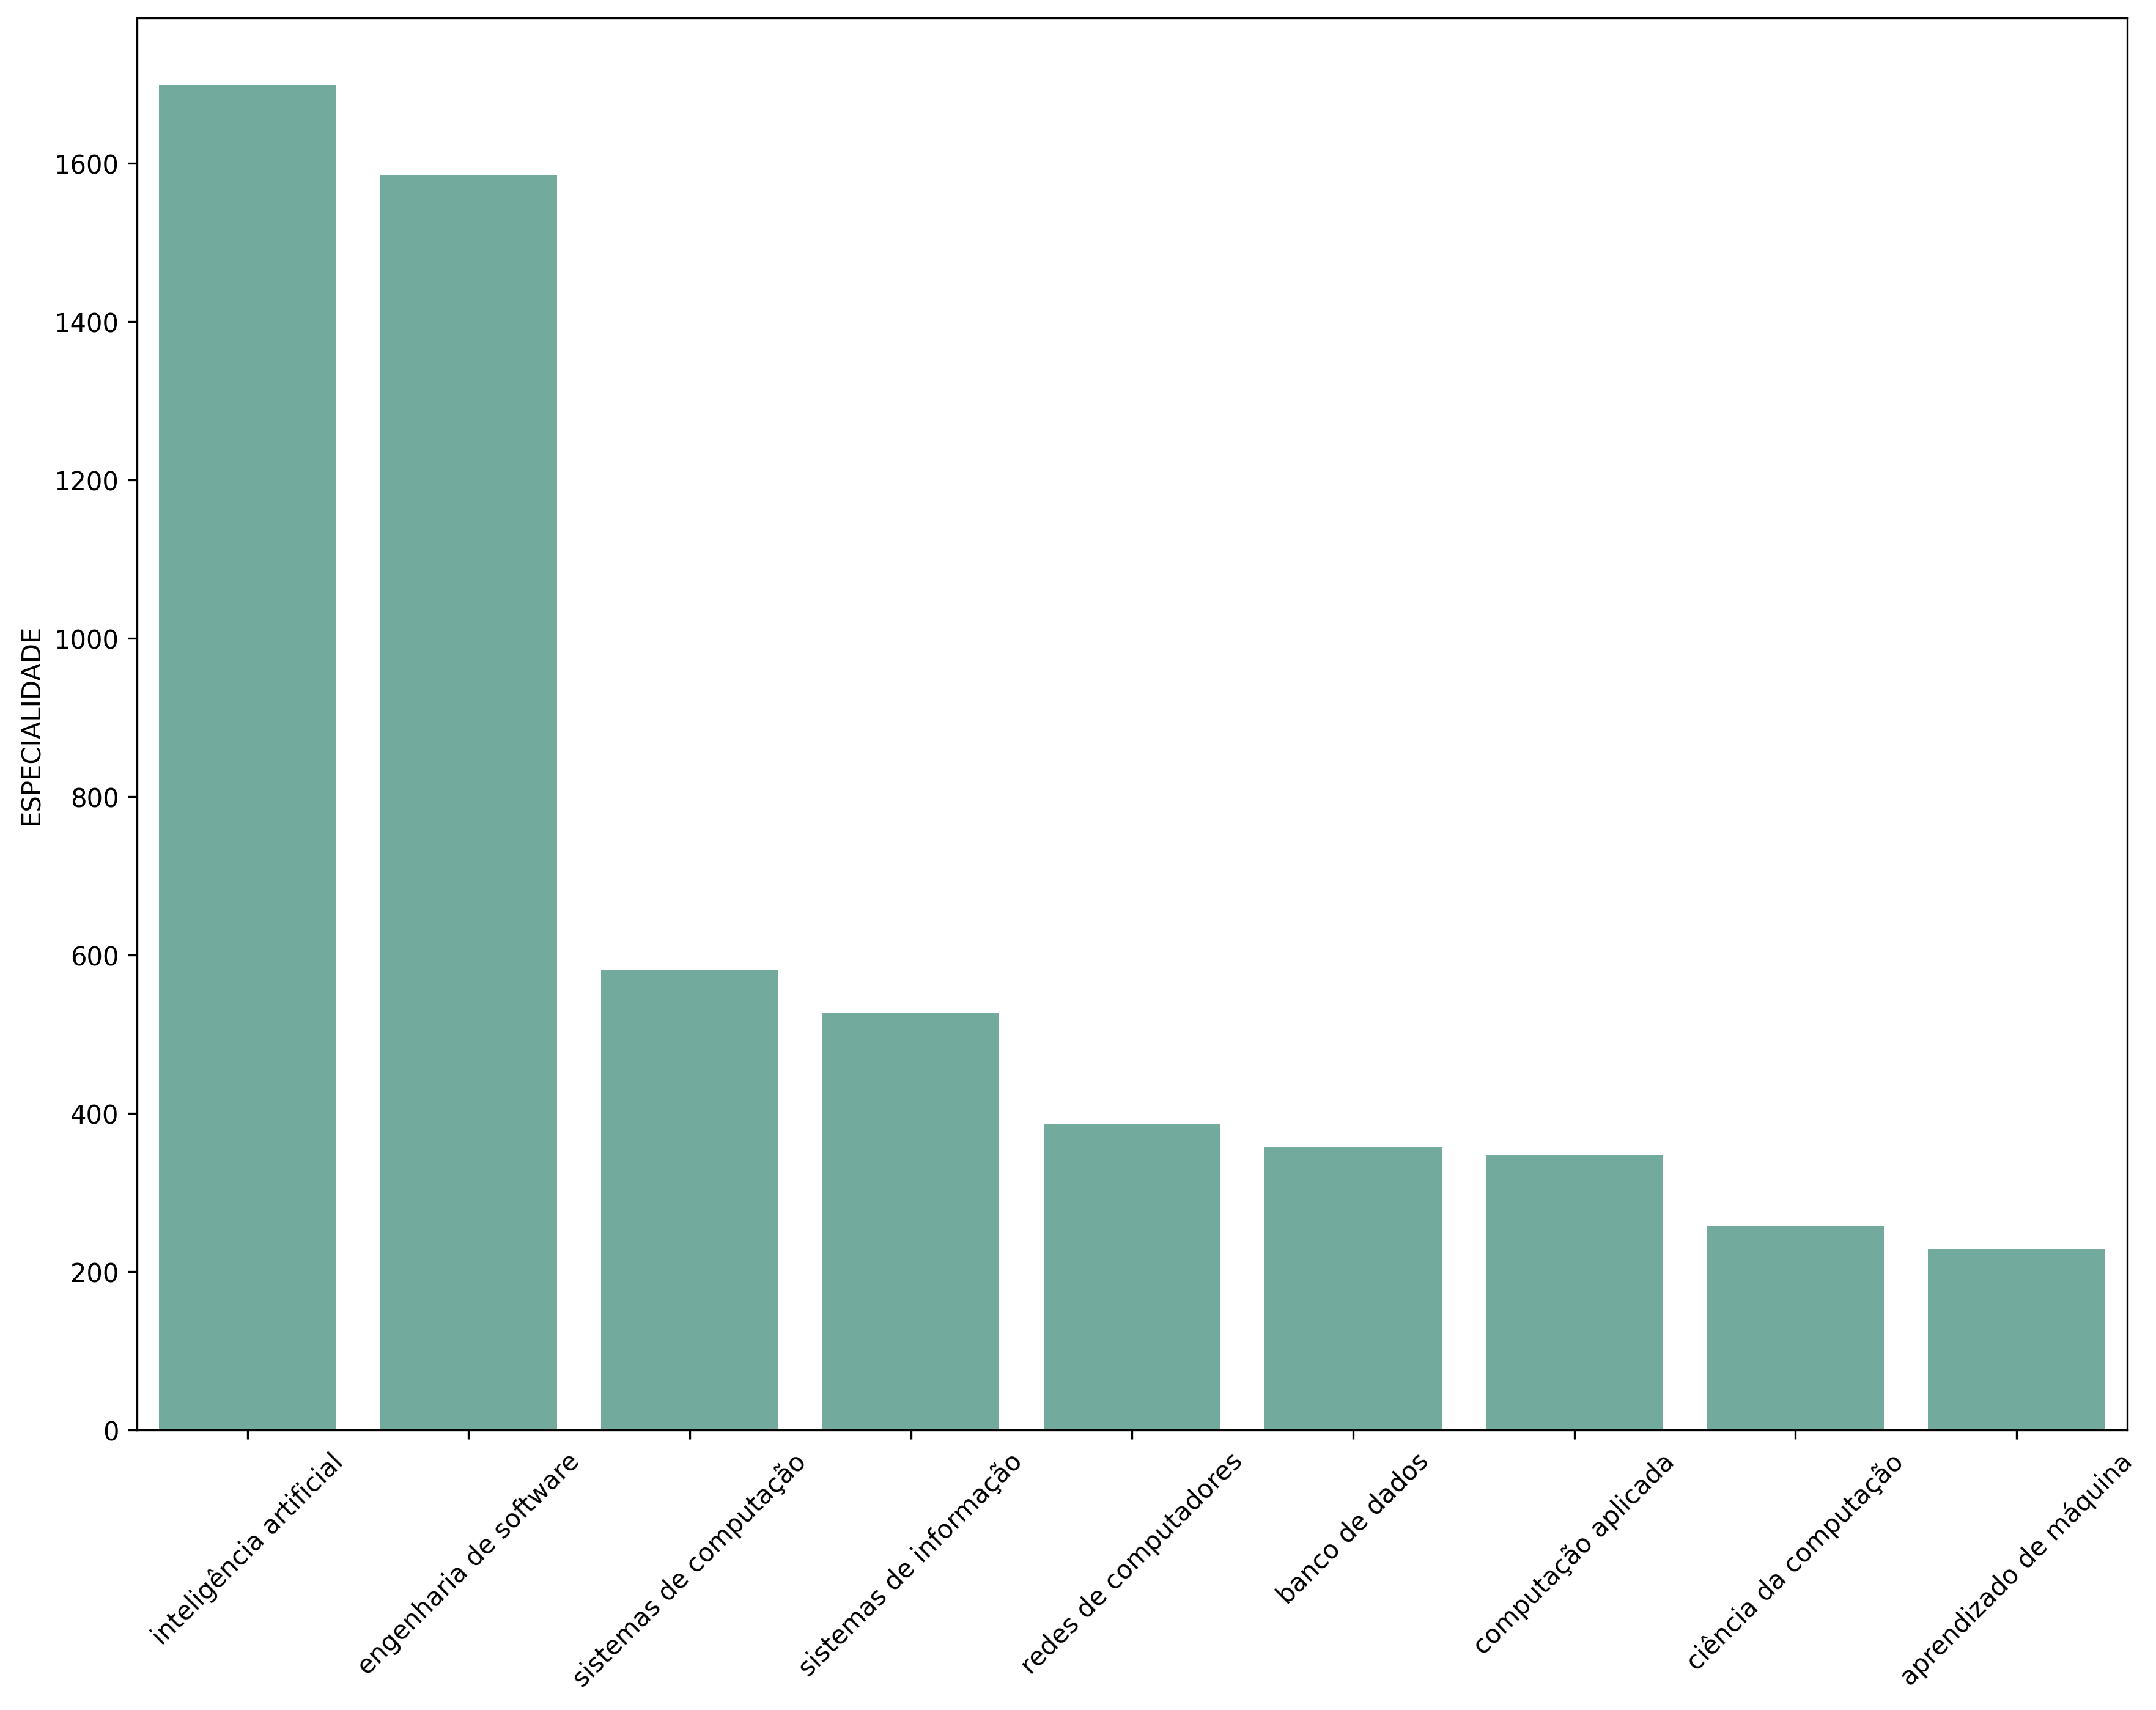 ESPECIALIDADE
1600
1400
1200
1000
800
600
400
200
0
inteligência artificial
engenharia de software
sistemas de computação
sistemas de informação
redes de computadores
banco de dados
computação aplicada
ciência da computação
aprendizado de máquina